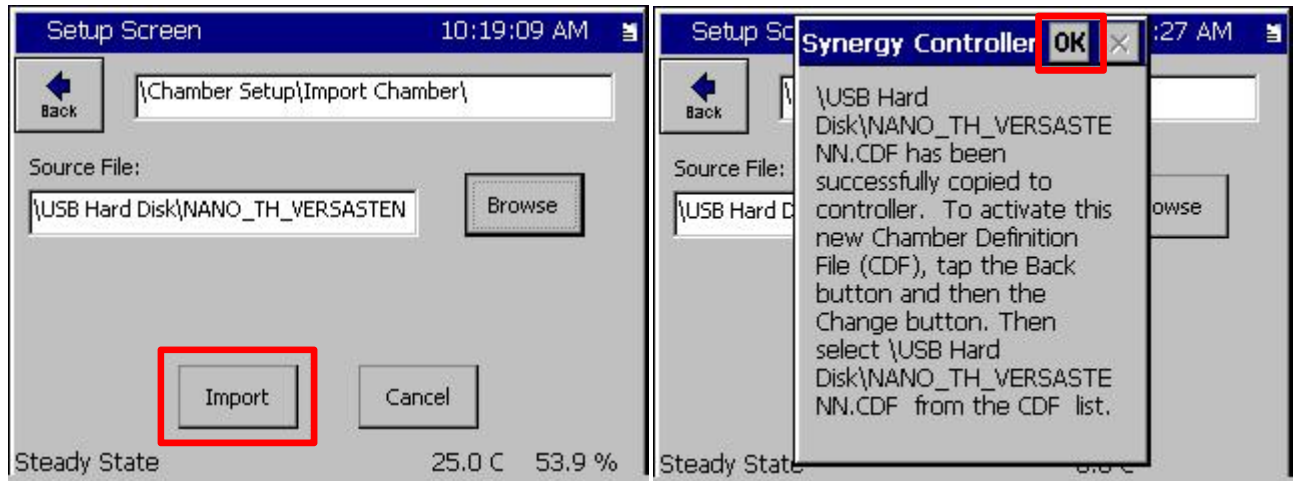 Setup Screen 10:19:09 AM
Back
\Chamber Setup\Import Chamber\
Source File:
\USB Hard Disk\NANO_TH_VERSASTEN
Browse
Import Cancel
Steady State 25.0 C 53.9 %
Setup Sc :27 AM
Synergy Controller OK
Back
\USB Hard
Disk\NANO_TH_VERSASTE
NN.CDF has been
successfully copied to
controller. To activate this
new Chamber Definition
File (CDF), tap the Back
button and then the
Change button. Then
select \USB Hard
Disk\NANO_TH_VERSASTE
NN.CDF from the CDF list.
Source File:
\USB Hard D
owse
Steady State